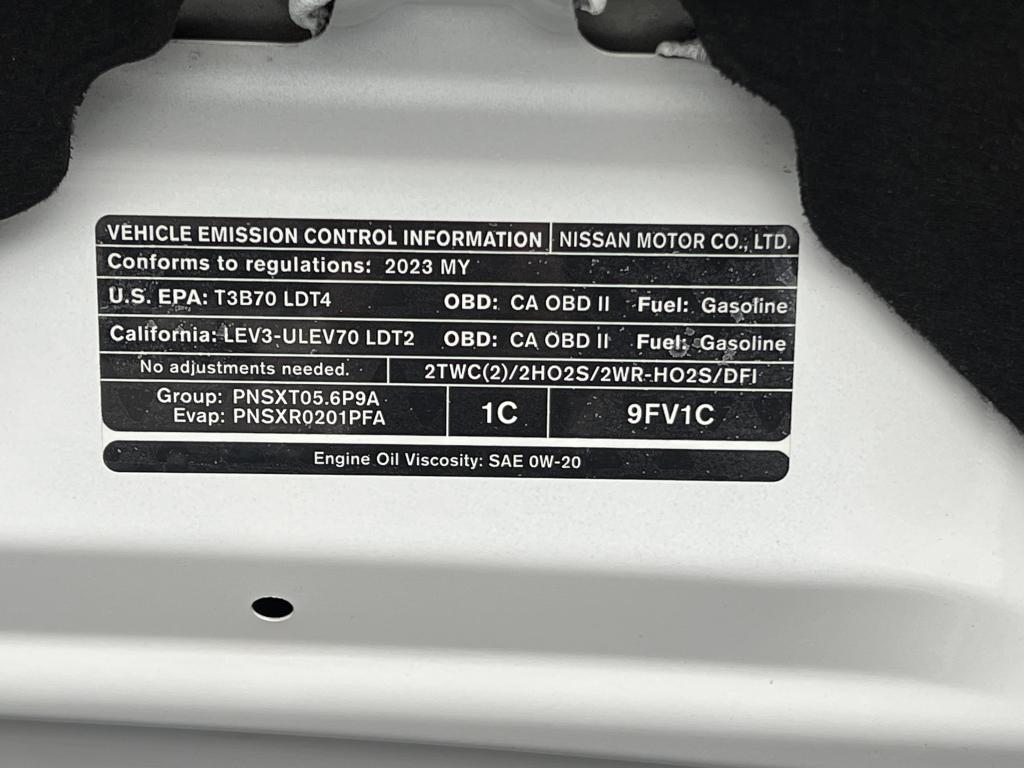 VEHICLE EMISSION CONTROL INFORMATION NISSAN MOTOR CO., LTD.
Conforms to regulations: 2023 MY
U.S. EPA: T3B70 LDT4 OBD: CA OBD II Fuel: Gasoline
California: LEV3-ULEV70 LDT2 OBD: CA OBD II Fuel: Gasoline
No adjustments needed. 2TWC(2)/2HO2S/2WR-HO2S/DFI
Group: PNSXT05.6P9A
Evap: PNSXR0201PFA
1C 9FV1C
Engine Oil Viscosity: SAE 0W-20